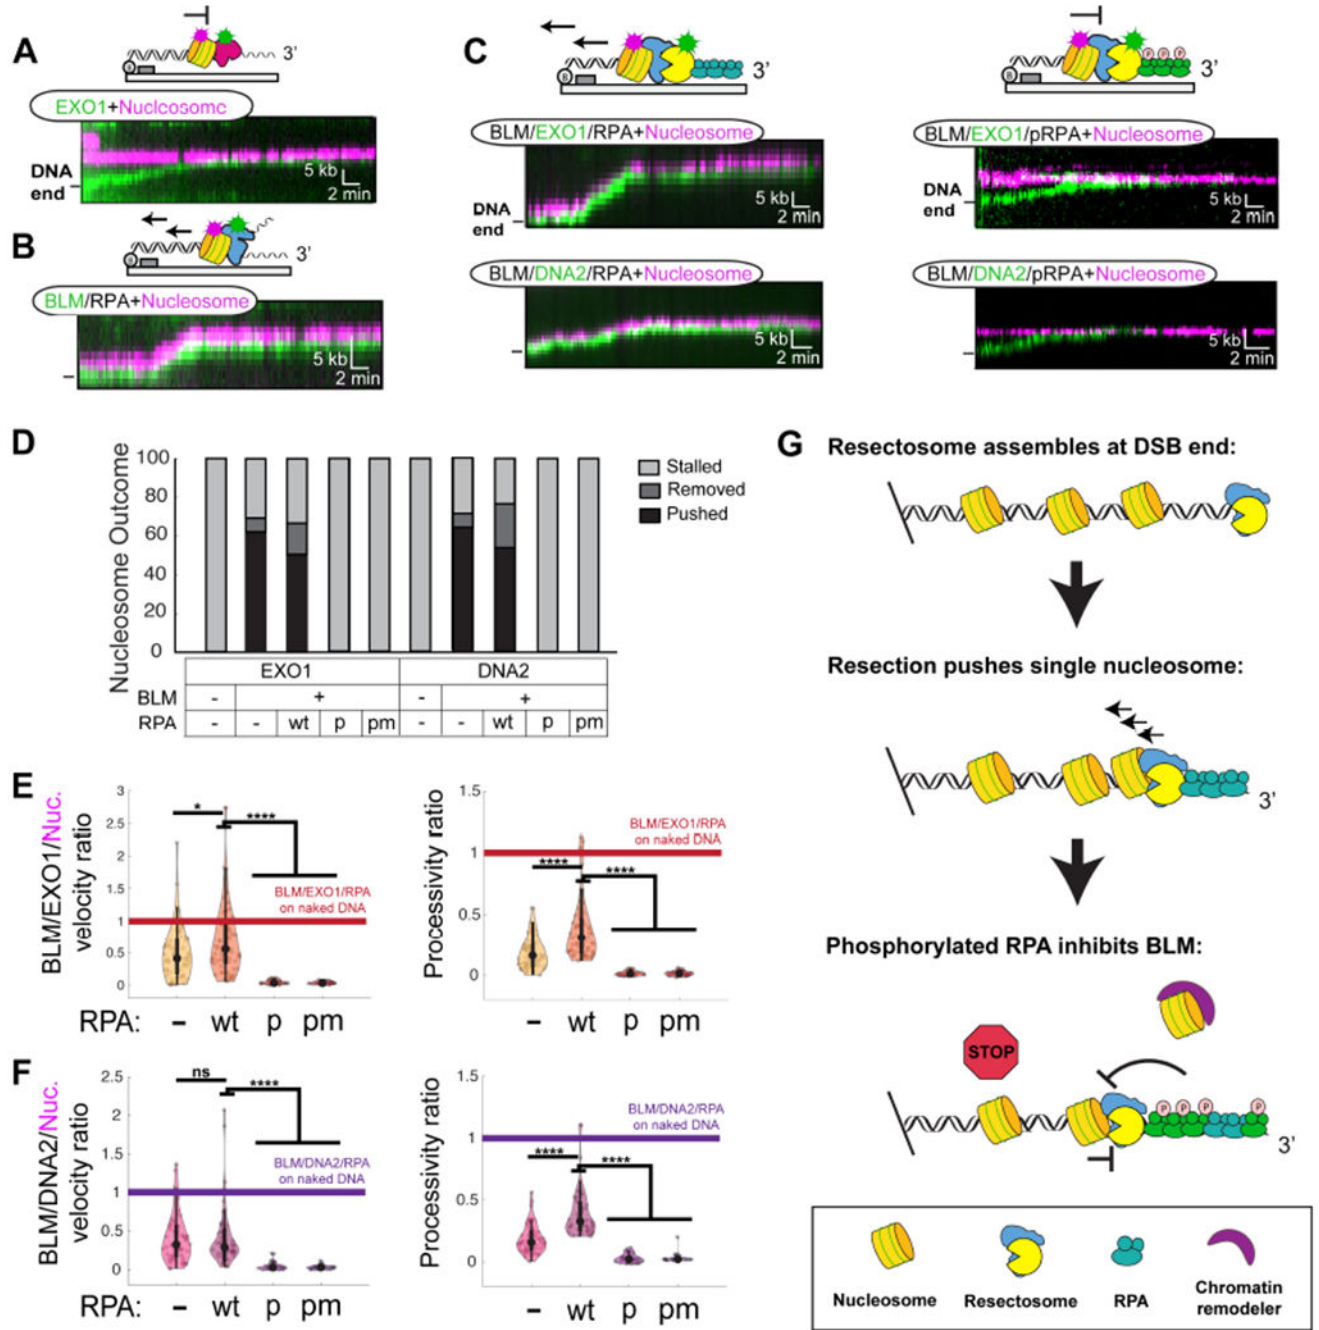 A
3'
EXO1+Nuclcosomc
DNA
end
5 kb
2 min
B
3'
BLM/RPA+Nucleosome
5 kb
2 min
C
3'
BLM/EXO1/RPA+Nucleosome
DNA
end
5 kb
2 min
BLM/DNA2/RPA+Nucleosome
5 kb
2 min
P P P
3'
BLM/EXO1/pRPA+Nucleosome
DNA
end
5 kb
2 min
BLM/DNA2/pRPA+Nucleosome
5 kb
2 min
D
Nucleosome Outcome
100
80
60
40
20
0
Stalled
Removed
Pushed
EXO1 DNA2
BLM - + - +
RPA - - wt p pm - - wt p pm
E
BLM/EXO1/Nuc.
velocity ratio
3
2.5
2
1.5
1
0.5
0
* ****
BLM/EXO1/RPA
on naked DNA
RPA: – wt p pm
Processivity ratio
1.5
1
0.5
0
**** ****
BLM/EXO1/RPA
on naked DNA
– wt p pm
F
BLM/DNA2/Nuc.
velocity ratio
2.5
2
1.5
1
0.5
0
ns ****
BLM/DNA2/RPA
on naked DNA
RPA: – wt p pm
Processivity ratio
1.5
1
0.5
0
**** ****
BLM/DNA2/RPA
on naked DNA
– wt p pm
G
Resectosome assembles at DSB end:
Resection pushes single nucleosome:
3'
Phosphorylated RPA inhibits BLM:
STOP
P P P P
3'
Nucleosome
Resectosome
RPA
Chromatin
remodeler